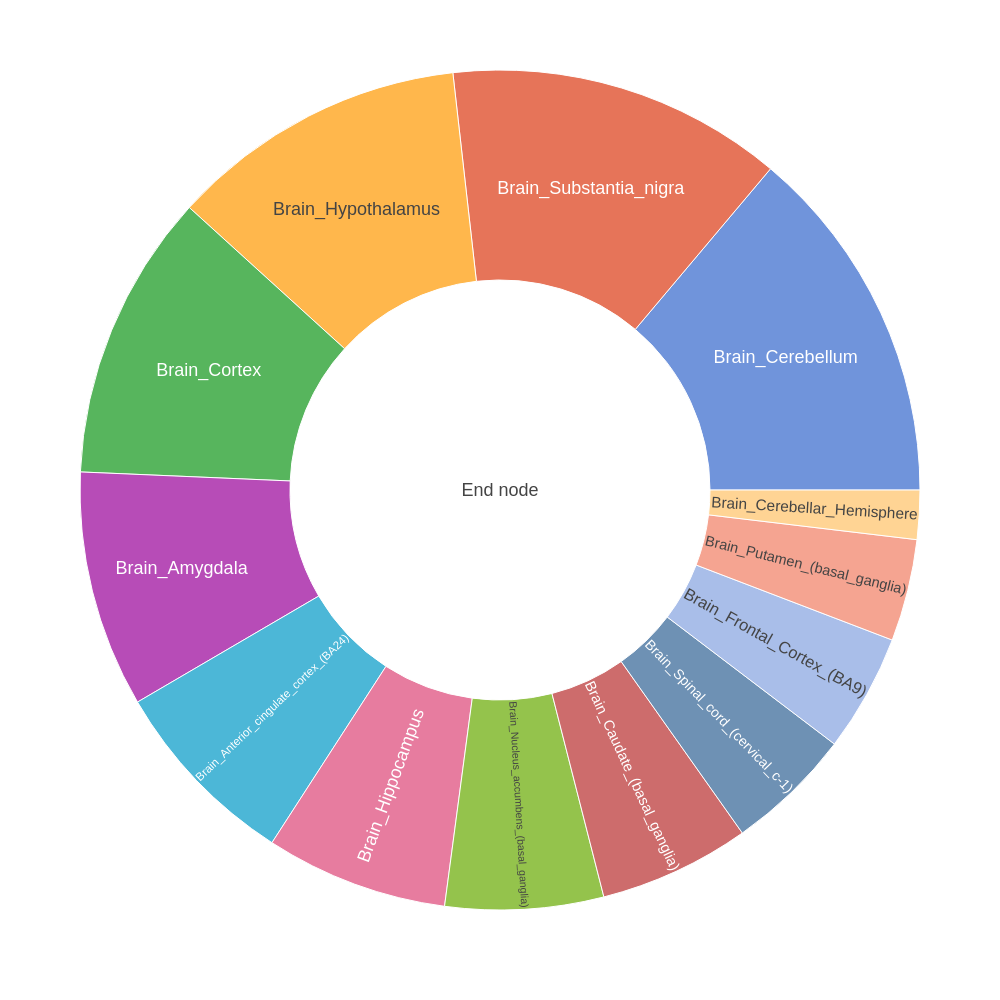 Brain_Substantia_nigra
Brain_Hypothalamus
Brain_Cerebellum
Brain_Cortex
End node
Brain_Cerebellar_Hemisphere
Brain_Putamen_(basal_ganglia)
Brain_Amygdala
Brain_Frontal_Cortex_(BA9)
Brain_Anterior_cingulate_cortex_(BA24)
Brain_Spinal_cord_(cervical_c-1)
Brain_Caudate_(basal_ganglia)
Brain_Hippocampus
Brain_Nucleus_accumbens_(basal_ganglia)